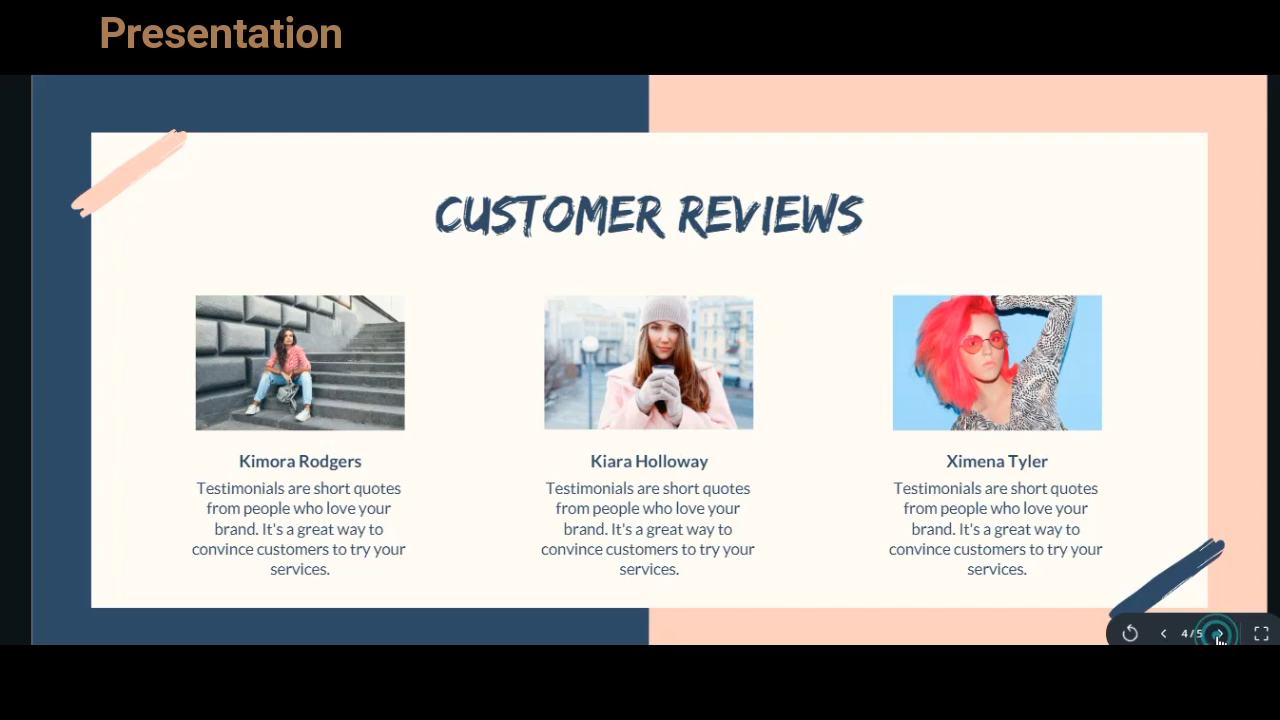 Presentation
CUSTOMER REVIEWS
Kimora Rodgers
Testimonials are short quotes
from people who love your
brand. It's a great way to
convince customers to try your
services.
Kiara Holloway
Testimonials are short quotes
from people who love your
brand. It's a great way to
convince customers to try your
services.
Ximena Tyler
Testimonials are short quotes
from people who love your
brand. It's a great way to
convince customers to try your
services.
4/5